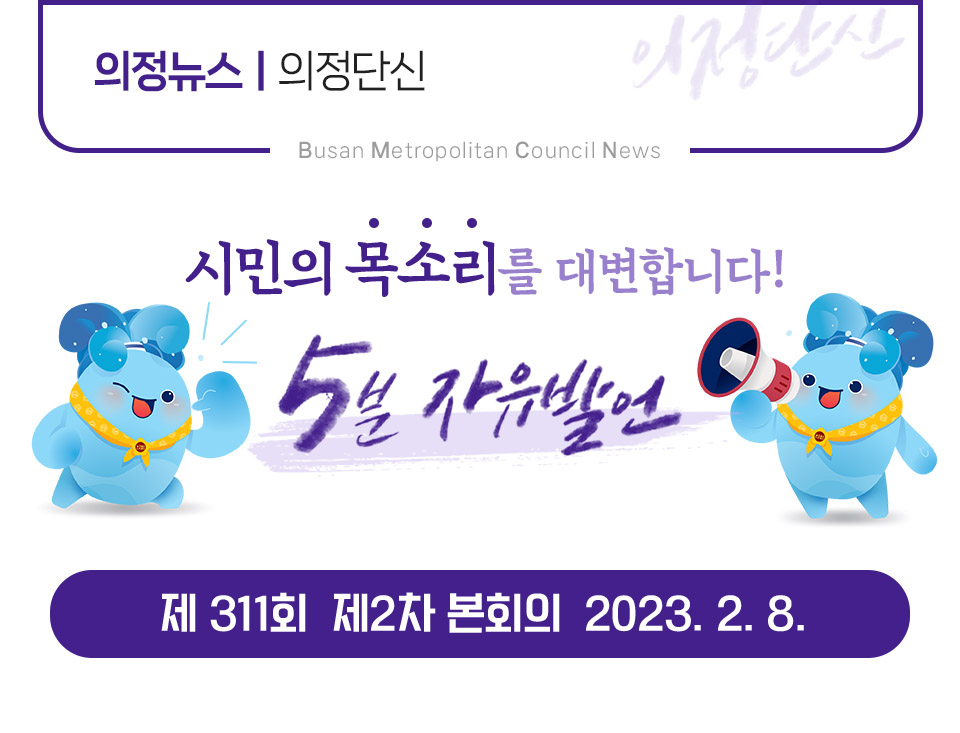 의정뉴스 | 의정단신
의정단신
Busan Metropolitan Council News
시민의 목소리를 대변합니다!
5분 자유발언
제 311회 제2차 본회의 2023. 2. 8.